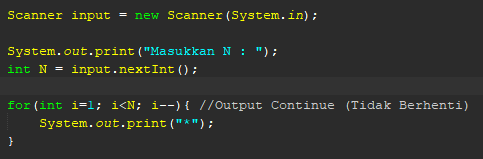 Scanner input = new Scanner(System.in);
System.out.print("Masukkan N : ");
int N = input.nextInt();
for(int i=1; i<N; i--){ //Output Continue (Tidak Berhenti)
System.out.print("*");
}